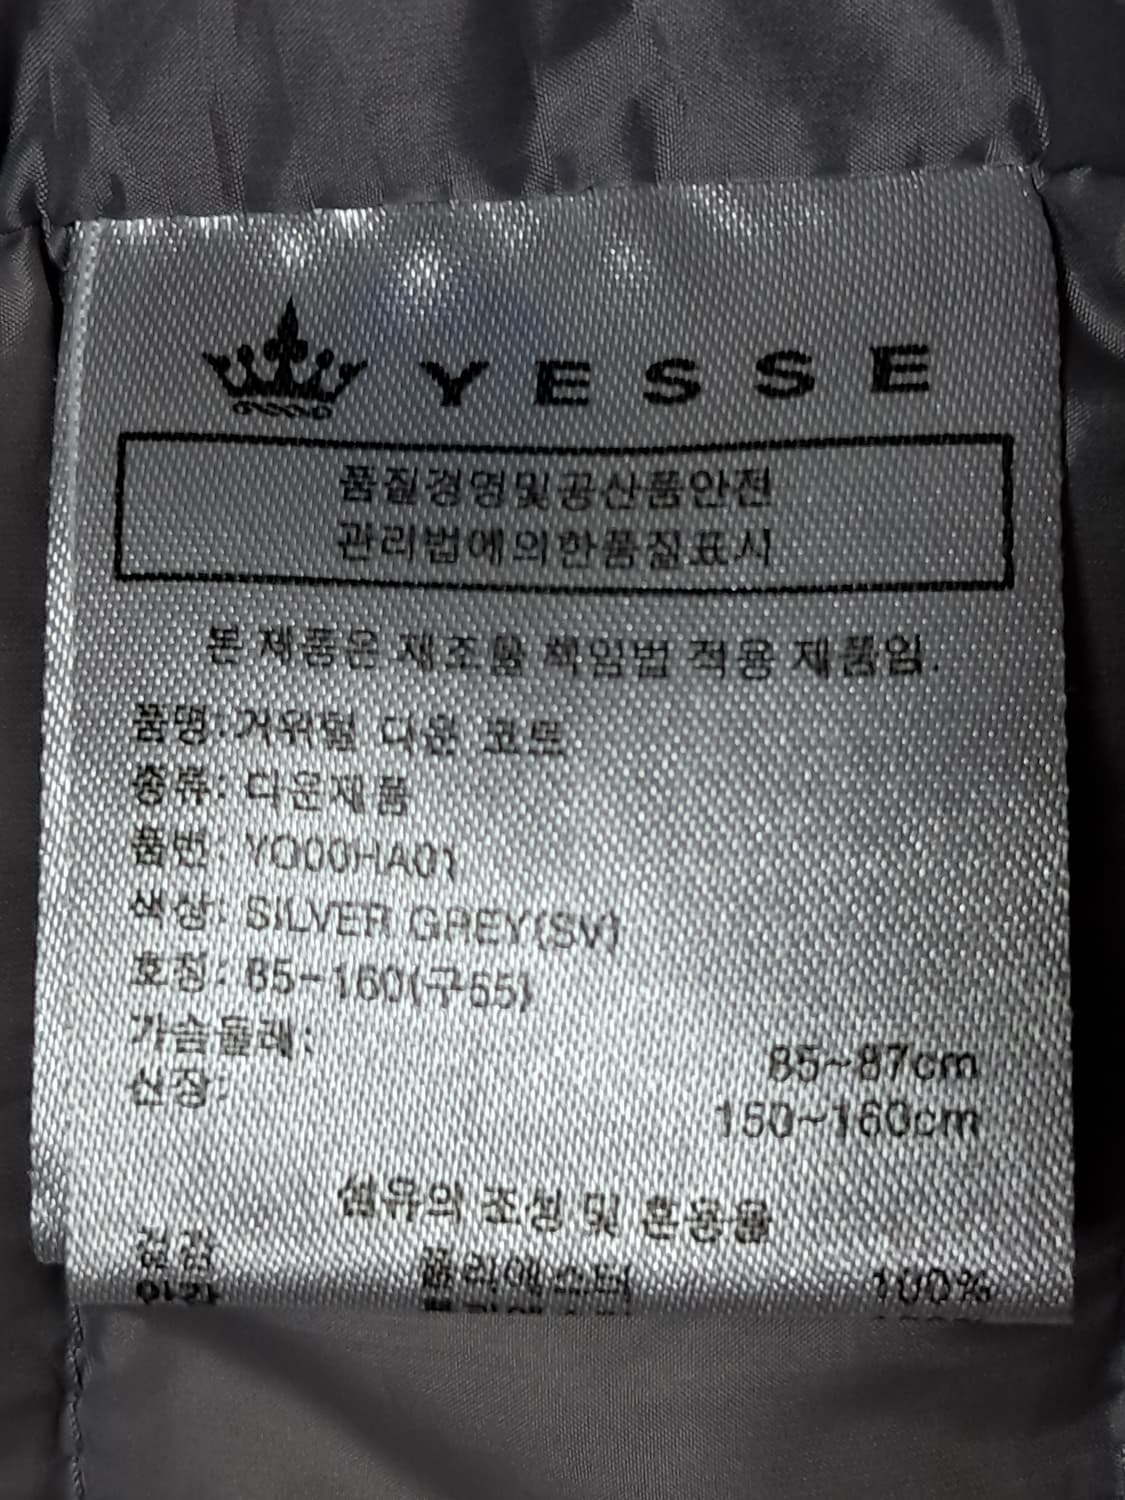 YESSE
품질경영및공산품안전
관리법에의한품질표시
본 제품은 제조물 책임법 적용 제품임.
품명: 거위털 다운 코트
종류: 다운제품
품번: YO00HA01
색상: SILVER GREY(SV)
호칭: 85-160(구55)
가슴둘레: 85~87cm
신장: 150~160cm
섬유의 조성 및 혼용율
겉감 폴리에스터 100%